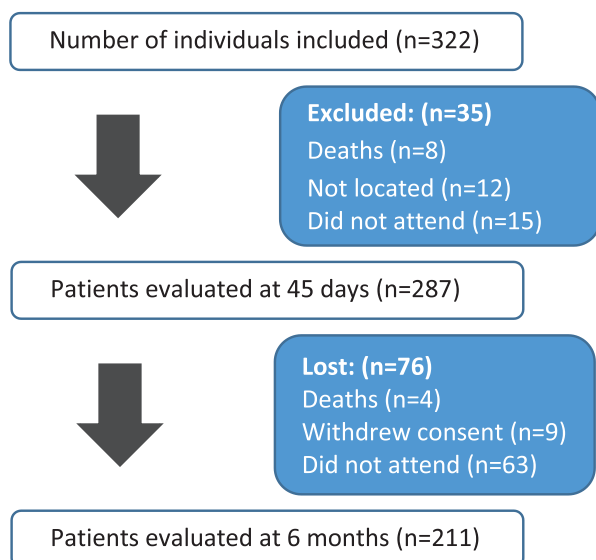 Number of individuals included (n=322)
Excluded: (n=35)
Deaths (n=8)
Not located (n=12)
Did not attend (n=15)
Patients evaluated at 45 days (n=287)
Lost: (n=76)
Deaths (n=4)
Withdrew consent (n=9)
Did not attend (n=63)
Patients evaluated at 6 months (n=211)